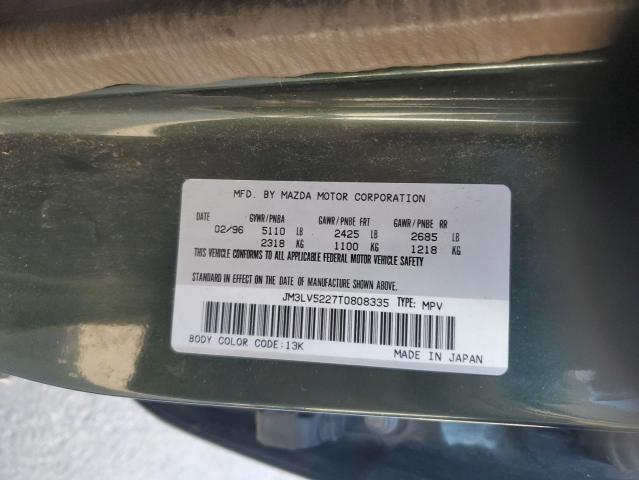 MFD. BY MAZDA MOTOR CORPORATION
DATE GVWR/PNBA GAWR/PNBE FRT GAWR/PNBE RR
02/96 5110 LB 2425 LB 2685 LB
2318 KG 1100 KG 1218 KG
THIS VEHICLE CONFORMS TO ALL APPLICABLE FEDERAL MOTOR VEHICLE SAFETY
STANDARD IN EFFECT ON THE DATE OF MANUFACTURE SHOWN ABOVE.
JM3LV5227T0808335 TYPE: MPV
BODY COLOR CODE:13K
MADE IN JAPAN